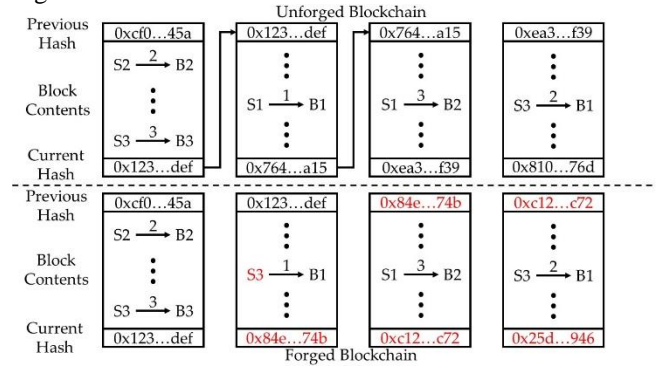 Unforged Blockchain
Previous Hash 0xcf0...45a 0x123...def 0x764...a15 0xea3...f39
S2 2 B2
Block Contents S1 1 B1 S1 3 B2 S3 2 B1
S3 3 B3
Current Hash 0x123...def 0x764...a15 0xea3...f39 0x810...76d
Previous Hash 0xcf0...45a 0x123...def 0x84e...74b 0xc12...c72
S2 2 B2
Block Contents S3 1 B1 S1 3 B2 S3 2 B1
S3 3 B3
Current Hash 0x123...def 0x84e...74b 0xc12...c72 0x25d...946
Forged Blockchain